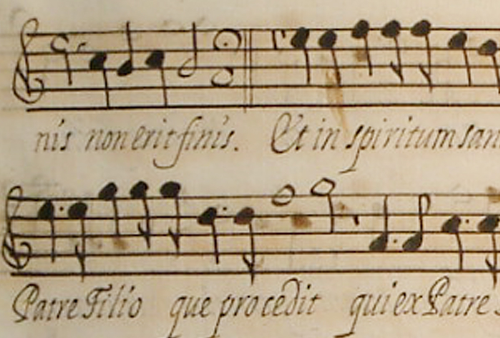 nis non erit finis. Et in spiritum san
Patre Filio que procedit qui ex Patre